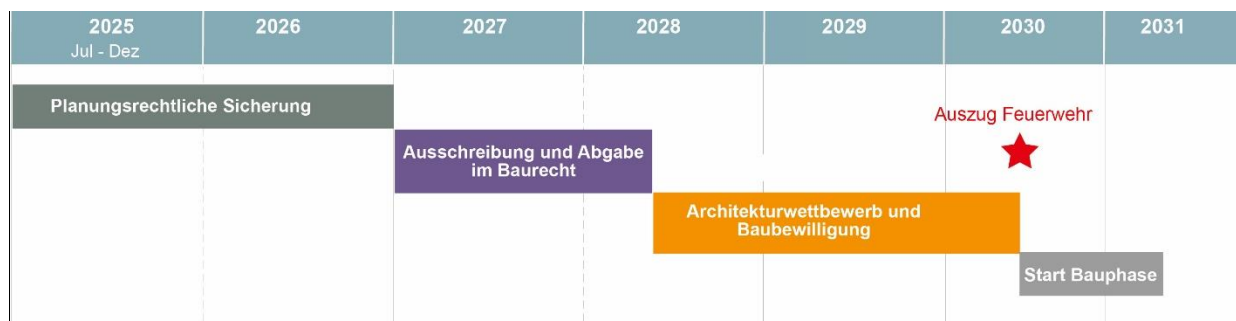 2025 2026 2027 2028 2029 2030 2031
Jul - Dez
Planungsrechtliche Sicherung
Auszug Feuerwehr
Ausschreibung und Abgabe
im Baurecht
Architekturwettbewerb und
Baubewilligung
Start Bauphase